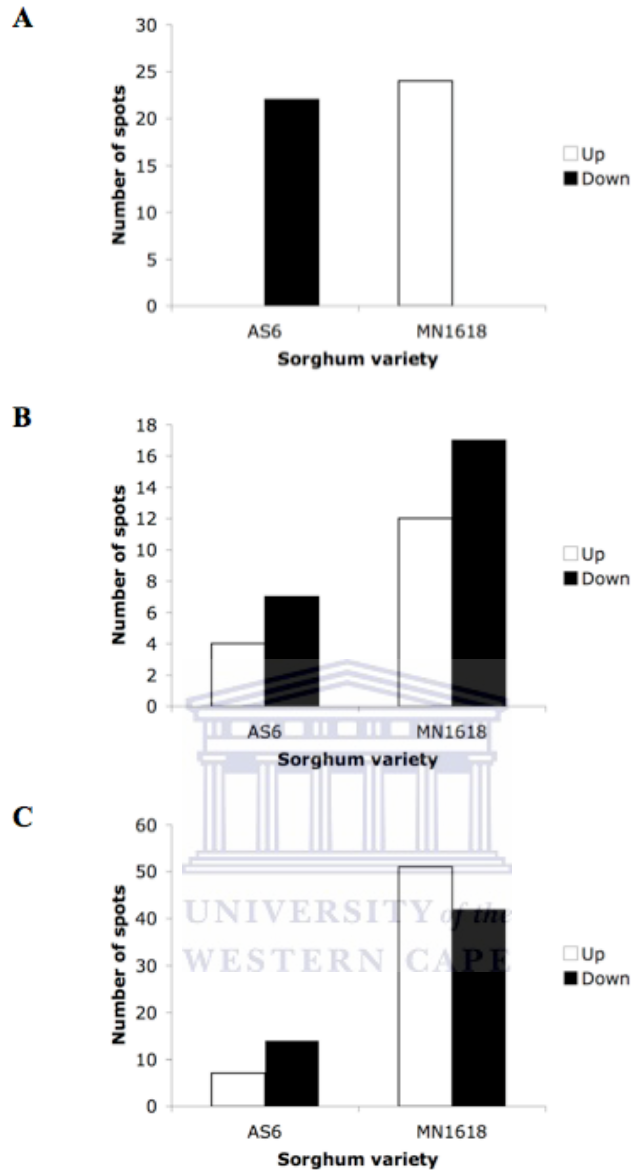 A
30
25
20
15
10
5
0
Number of spots
AS6 MN1618
Sorghum variety
Up
Down
B
18
16
14
12
10
8
6
4
2
0
Number of spots
AS6 MN1618
Sorghum variety
Up
Down
C
60
50
40
30
20
10
0
Number of spots
AS6 MN1618
Sorghum variety
Up
Down
UNIVERSITY of the
WESTERN CAPE